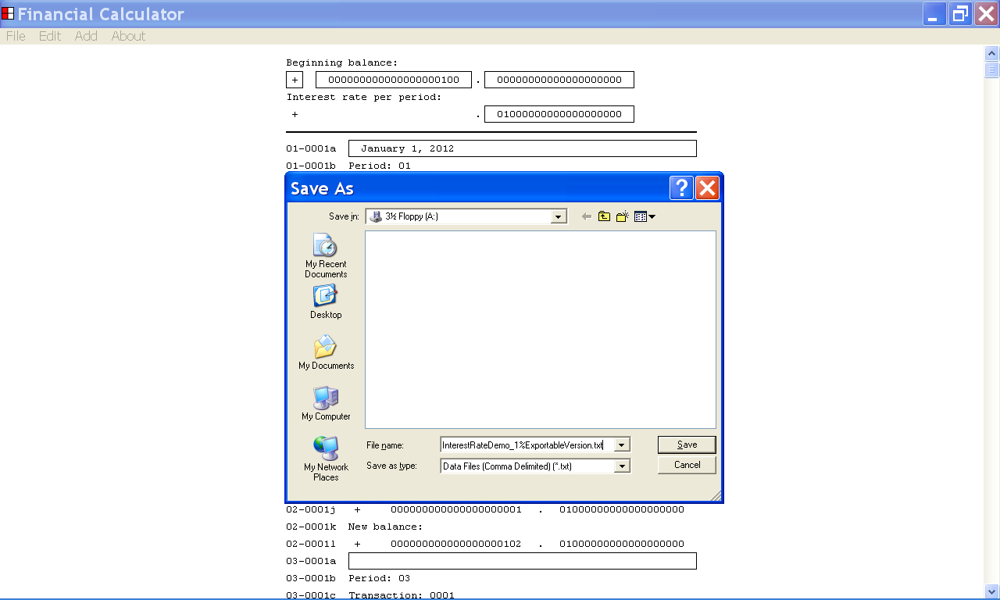 Financial Calculator
File Edit Add About
Beginning balance:
+ 000000000000000000100 . 00000000000000000000
Interest rate per period:
+ . 01000000000000000000
01-0001a January 1, 2012
01-0001b Period: 01
Save As
Save in: 3½ Floppy (A:)
My Recent
Documents
Desktop
My Documents
My Computer
My Network
Places
File name: InterestRateDemo_1%ExportableVersion.txt Save
Save as type: Data Files (Comma Delimited) (*.txt) Cancel
02-0001j + 000000000000000000001 . 01000000000000000000
02-0001k New balance:
02-0001l + 000000000000000000102 . 01000000000000000000
03-0001a
03-0001b Period: 03
03-0001c Transaction: 0001